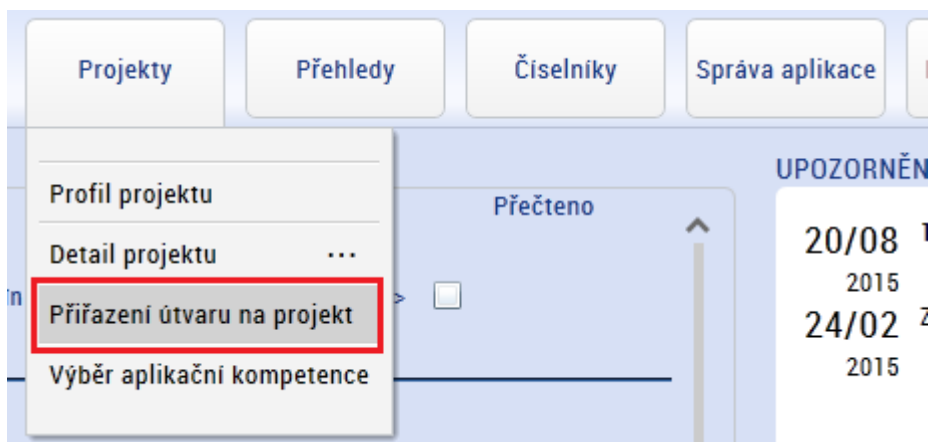 Projekty
Přehledy
Číselníky
Správa aplikace
UPOZORNĚN
Profil projektu
Přečteno
Detail projektu ...
20/08
2015
Přiřazení útvaru na projekt
>
24/02
2015
Výběr aplikační kompetence